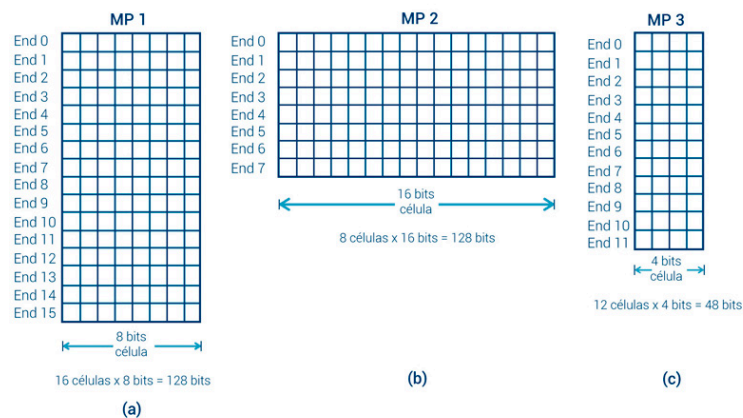 MP 1
End 0
End 1
End 2
End 3
End 4
End 5
End 6
End 7
End 8
End 9
End 10
End 11
End 12
End 13
End 14
End 15
8 bits
célula
16 células x 8 bits = 128 bits
(a)
MP 2
End 0
End 1
End 2
End 3
End 4
End 5
End 6
End 7
16 bits
célula
8 células x 16 bits = 128 bits
(b)
MP 3
End 0
End 1
End 2
End 3
End 4
End 5
End 6
End 7
End 8
End 9
End 10
End 11
4 bits
célula
12 células x 4 bits = 48 bits
(c)